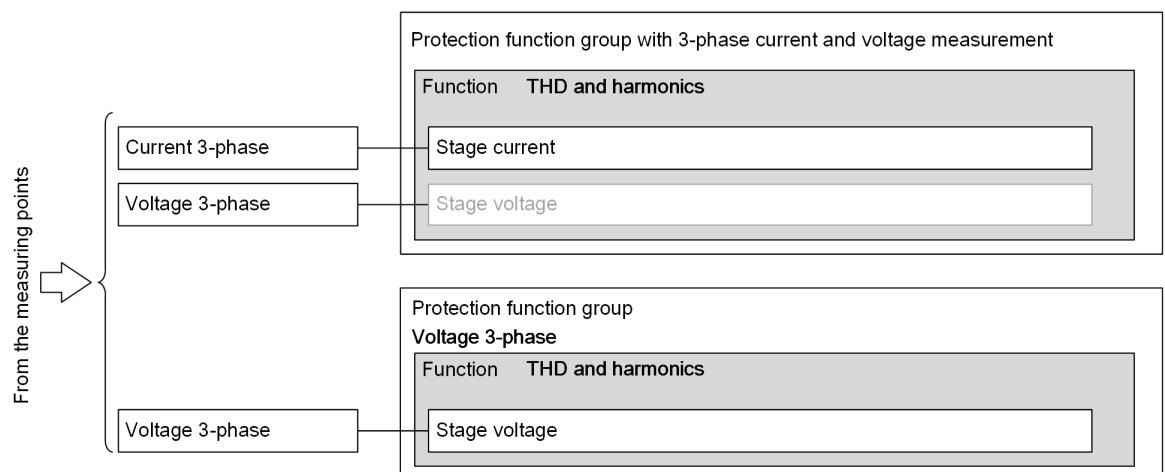 From the measuring points
Protection function group with 3-phase current and voltage measurement
Function THD and harmonics
Current 3-phase
Stage current
Voltage 3-phase
Stage voltage
Protection function group
Voltage 3-phase
Function THD and harmonics
Voltage 3-phase
Stage voltage